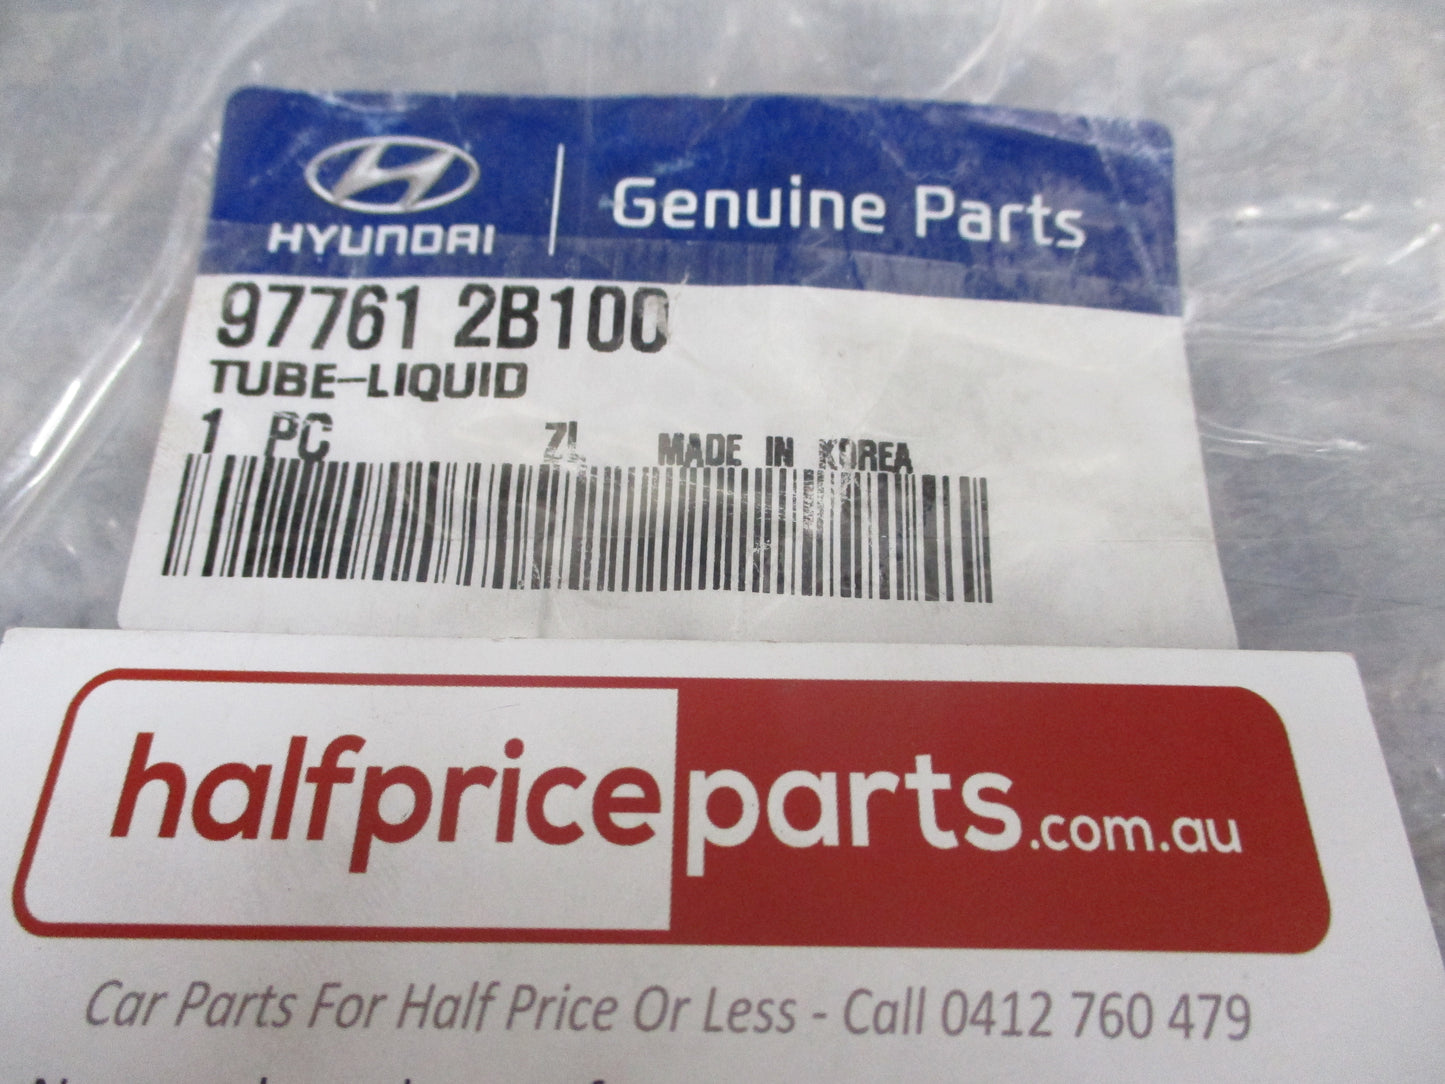 HYUNDAI
Genuine Parts
97761 2B100
TUBE-LIQUID
1 PC ZL MADE IN KOREA
halfpriceparts.com.au
Car Parts For Half Price Or Less - Call 0412 760 479